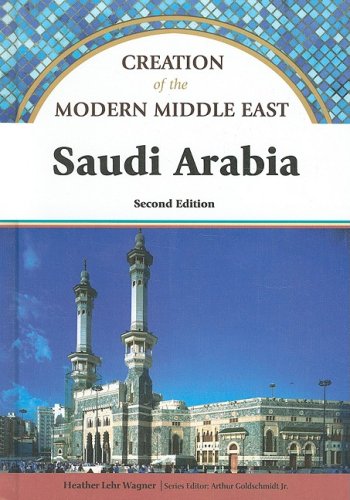 CREATION
of the
MODERN MIDDLE EAST
Saudi Arabia
Second Edition
Heather Lehr Wagner | Series Editor: Arthur Goldschmidt Jr.